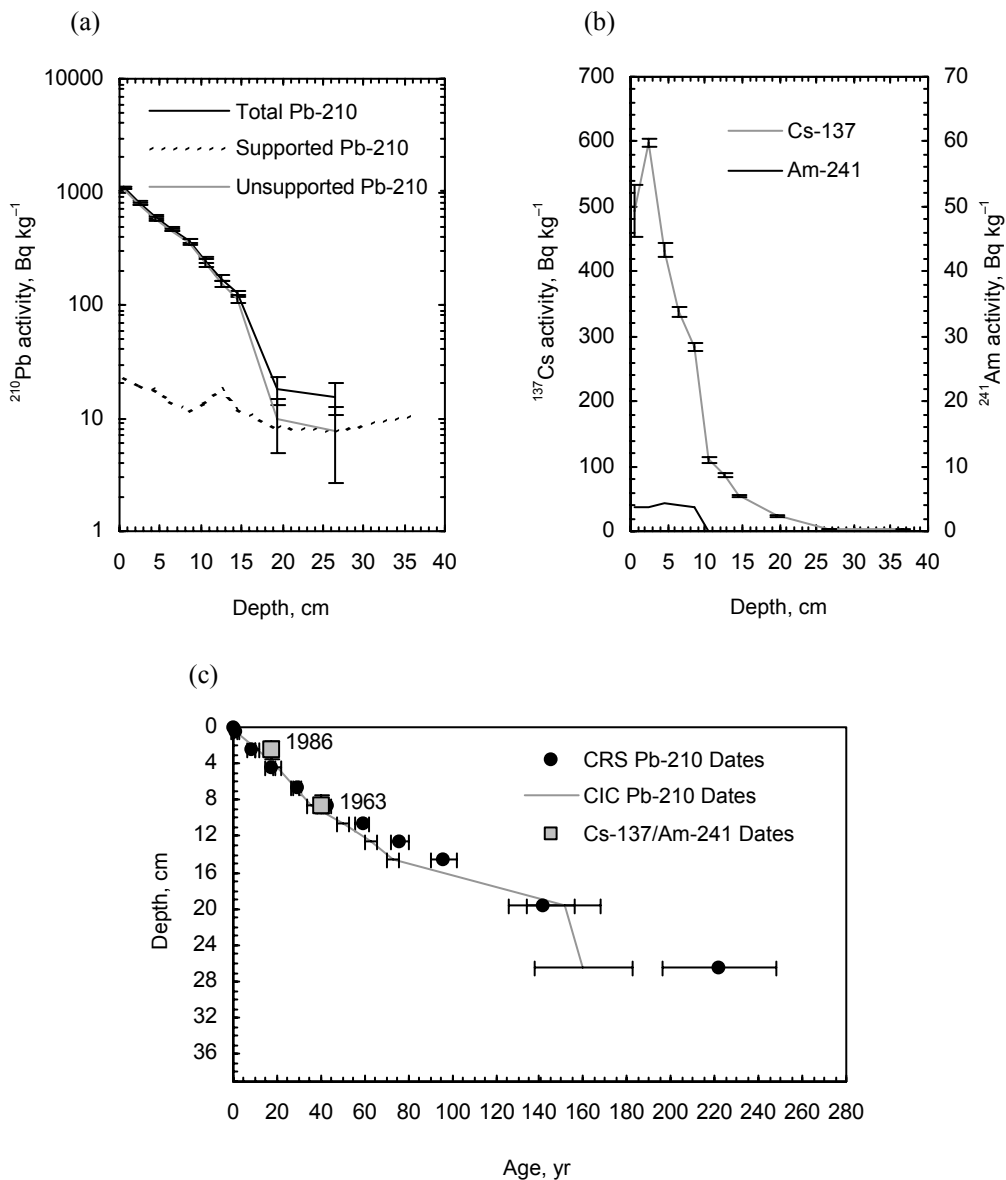 (a)
10000
1000
100
10
1
²¹⁰Pb activity, Bq kg⁻¹
Total Pb-210
Supported Pb-210
Unsupported Pb-210
0 5 10 15 20 25 30 35 40
Depth, cm
(b)
700
600
500
400
300
200
100
0
¹³⁷Cs activity, Bq kg⁻¹
Cs-137
Am-241
70
60
50
40
30
20
10
0
²⁴¹Am activity, Bq kg⁻¹
0 5 10 15 20 25 30 35 40
Depth, cm
(c)
0
4
8
12
16
20
24
28
32
36
Depth, cm
1986
1963
CRS Pb-210 Dates
CIC Pb-210 Dates
Cs-137/Am-241 Dates
0 20 40 60 80 100 120 140 160 180 200 220 240 260 280
Age, yr